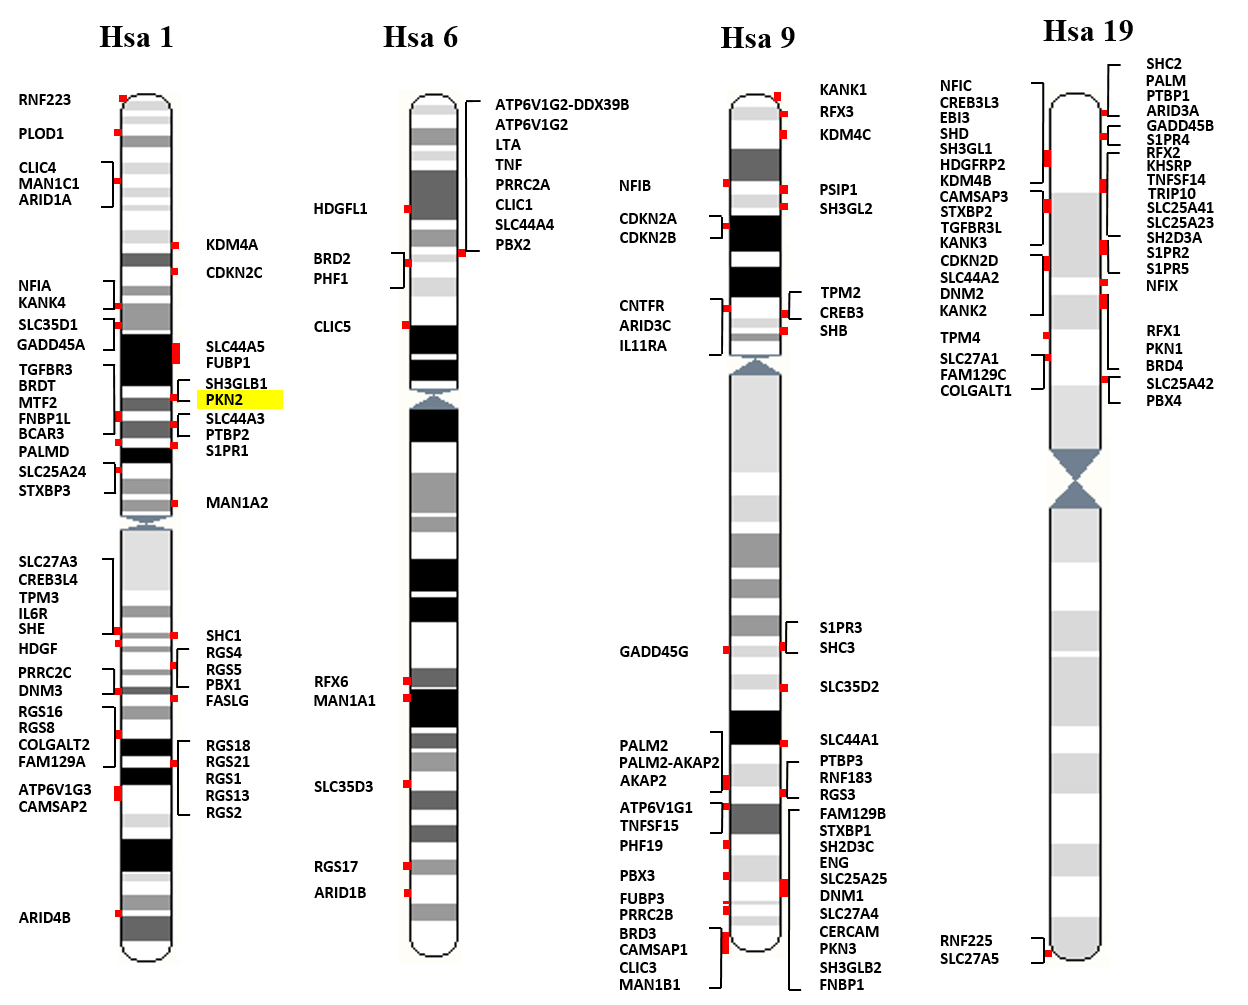 Hsa 1
RNF223
PLOD1
CLIC4
MAN1C1
ARID1A
NFIA
KANK4
SLC35D1
GADD45A
TGFBR3
BRDT
MTF2
FNBP1L
BCAR3
PALMD
SLC25A24
STXBP3
SLC27A3
CREB3L4
TPM3
IL6R
SHE
HDGF
PRRC2C
DNM3
RGS16
RGS8
COLGALT2
FAM129A
ATP6V1G3
CAMSAP2
ARID4B
KDM4A
CDKN2C
SLC44A5
FUBP1
SH3GLB1
PKN2
SLC44A3
PTBP2
S1PR1
MAN1A2
SHC1
RGS4
RGS5
PBX1
FASLG
RGS18
RGS21
RGS1
RGS13
RGS2
Hsa 6
HDGFL1
BRD2
PHF1
CLIC5
RFX6
MAN1A1
SLC35D3
RGS17
ARID1B
ATP6V1G2-DDX39B
ATP6V1G2
LTA
TNF
PRRC2A
CLIC1
SLC44A4
PBX2
Hsa 9
NFIB
CDKN2A
CDKN2B
CNTFR
ARID3C
IL11RA
GADD45G
PALM2
PALM2-AKAP2
AKAP2
ATP6V1G1
TNFSF15
PHF19
PBX3
FUBP3
PRRC2B
BRD3
CAMSAP1
CLIC3
MAN1B1
KANK1
RFX3
KDM4C
PSIP1
SH3GL2
TPM2
CREB3
SHB
S1PR3
SHC3
SLC35D2
SLC44A1
PTBP3
RNF183
RGS3
FAM129B
STXBP1
SH2D3C
ENG
SLC25A25
DNM1
SLC27A4
CERCAM
PKN3
SH3GLB2
FNBP1
Hsa 19
NFIC
CREB3L3
EBI3
SHD
SH3GL1
HDGFRP2
KDM4B
CAMSAP3
STXBP2
TGFBR3L
KANK3
CDKN2D
SLC44A2
DNM2
KANK2
TPM4
SLC27A1
FAM129C
COLGALT1
RNF225
SLC27A5
SHC2
PALM
PTBP1
ARID3A
GADD45B
S1PR4
RFX2
KHSRP
TNFSF14
TRIP10
SLC25A41
SLC25A23
SH2D3A
S1PR2
S1PR5
NFIX
RFX1
PKN1
BRD4
SLC25A42
PBX4